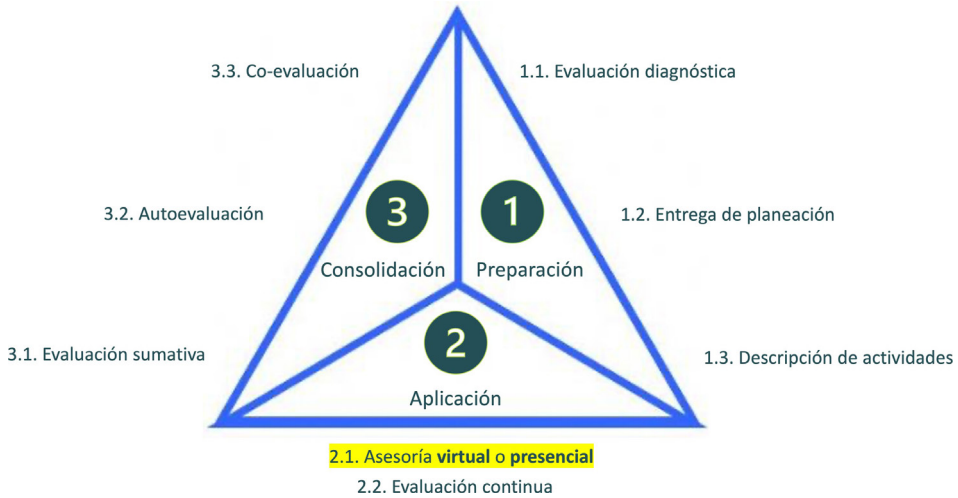 3.3. Co-evaluación
1.1. Evaluación diagnóstica
3.2. Autoevaluación
3
1
1.2. Entrega de planeación
Consolidación
Preparación
3.1. Evaluación sumativa
2
1.3. Descripción de actividades
Aplicación
2.1. Asesoría virtual o presencial
2.2. Evaluación continua